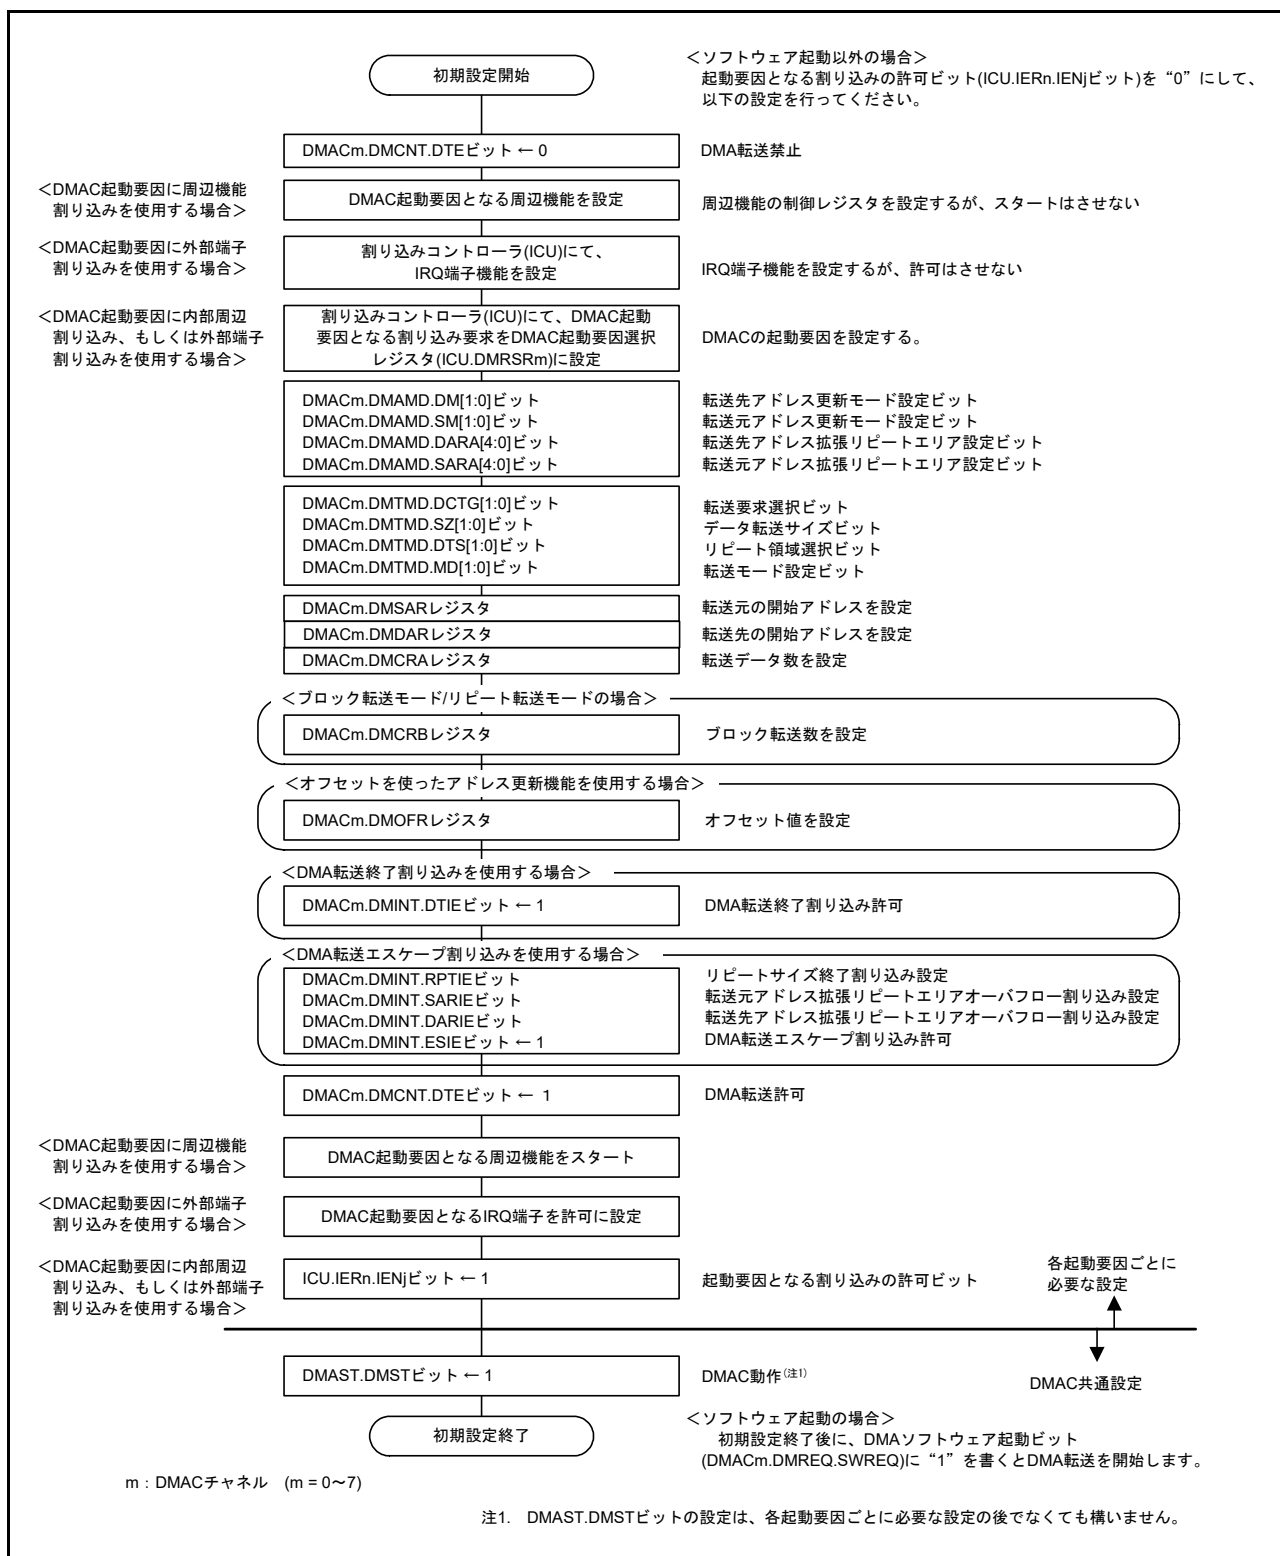 初期設定開始
<ソフトウェア起動以外の場合>
起動要因となる割り込みの許可ビット(ICU.IERn.IENjビット)を“0”にして、
以下の設定を行ってください。
DMACm.DMCNT.DTEビット ← 0
DMA転送禁止
<DMAC起動要因に周辺機能
割り込みを使用する場合>
DMAC起動要因となる周辺機能を設定
周辺機能の制御レジスタを設定するが、スタートはさせない
<DMAC起動要因に外部端子
割り込みを使用する場合>
割り込みコントローラ(ICU)にて、
IRQ端子機能を設定
IRQ端子機能を設定するが、許可はさせない
<DMAC起動要因に内部周辺
割り込み、もしくは外部端子
割り込みを使用する場合>
割り込みコントローラ(ICU)にて、DMAC起動
要因となる割り込み要求をDMAC起動要因選択
レジスタ(ICU.DMRSRm)に設定
DMACの起動要因を設定する。
DMACm.DMAMD.DM[1:0]ビット
転送先アドレス更新モード設定ビット
DMACm.DMAMD.SM[1:0]ビット
転送元アドレス更新モード設定ビット
DMACm.DMAMD.DARA[4:0]ビット
転送先アドレス拡張リピートエリア設定ビット
DMACm.DMAMD.SARA[4:0]ビット
転送元アドレス拡張リピートエリア設定ビット
DMACm.DMTMD.DCTG[1:0]ビット
転送要求選択ビット
DMACm.DMTMD.SZ[1:0]ビット
データ転送サイズビット
DMACm.DMTMD.DTS[1:0]ビット
リピート領域選択ビット
DMACm.DMTMD.MD[1:0]ビット
転送モード設定ビット
DMACm.DMSARレジスタ
転送元の開始アドレスを設定
DMACm.DMDARレジスタ
転送先の開始アドレスを設定
DMACm.DMCRAレジスタ
転送データ数を設定
<ブロック転送モード/リピート転送モードの場合>
DMACm.DMCRBレジスタ
ブロック転送数を設定
<オフセットを使ったアドレス更新機能を使用する場合>
DMACm.DMOFRレジスタ
オフセット値を設定
<DMA転送終了割り込みを使用する場合>
DMACm.DMINT.DTIEビット ← 1
DMA転送終了割り込み許可
<DMA転送エスケープ割り込みを使用する場合>
DMACm.DMINT.RPTIEビット
リピートサイズ終了割り込み設定
DMACm.DMINT.SARIEビット
転送元アドレス拡張リピートエリアオーバフロー割り込み設定
DMACm.DMINT.DARIEビット
転送先アドレス拡張リピートエリアオーバフロー割り込み設定
DMACm.DMINT.ESIEビット ← 1
DMA転送エスケープ割り込み許可
DMACm.DMCNT.DTEビット ← 1
DMA転送許可
<DMAC起動要因に周辺機能
割り込みを使用する場合>
DMAC起動要因となる周辺機能をスタート
<DMAC起動要因に外部端子
割り込みを使用する場合>
DMAC起動要因となるIRQ端子を許可に設定
<DMAC起動要因に内部周辺
割り込み、もしくは外部端子
割り込みを使用する場合>
ICU.IERn.IENjビット ← 1
起動要因となる割り込みの許可ビット
各起動要因ごとに
必要な設定
DMAST.DMSTビット ← 1
DMAC動作(注1)
DMAC共通設定
初期設定終了
<ソフトウェア起動の場合>
初期設定終了後に、DMAソフトウェア起動ビット
(DMACm.DMREQ.SWREQ)に“1”を書くとDMA転送を開始します。
m：DMACチャネル (m = 0～7)
注1. DMAST.DMSTビットの設定は、各起動要因ごとに必要な設定の後でなくても構いません。